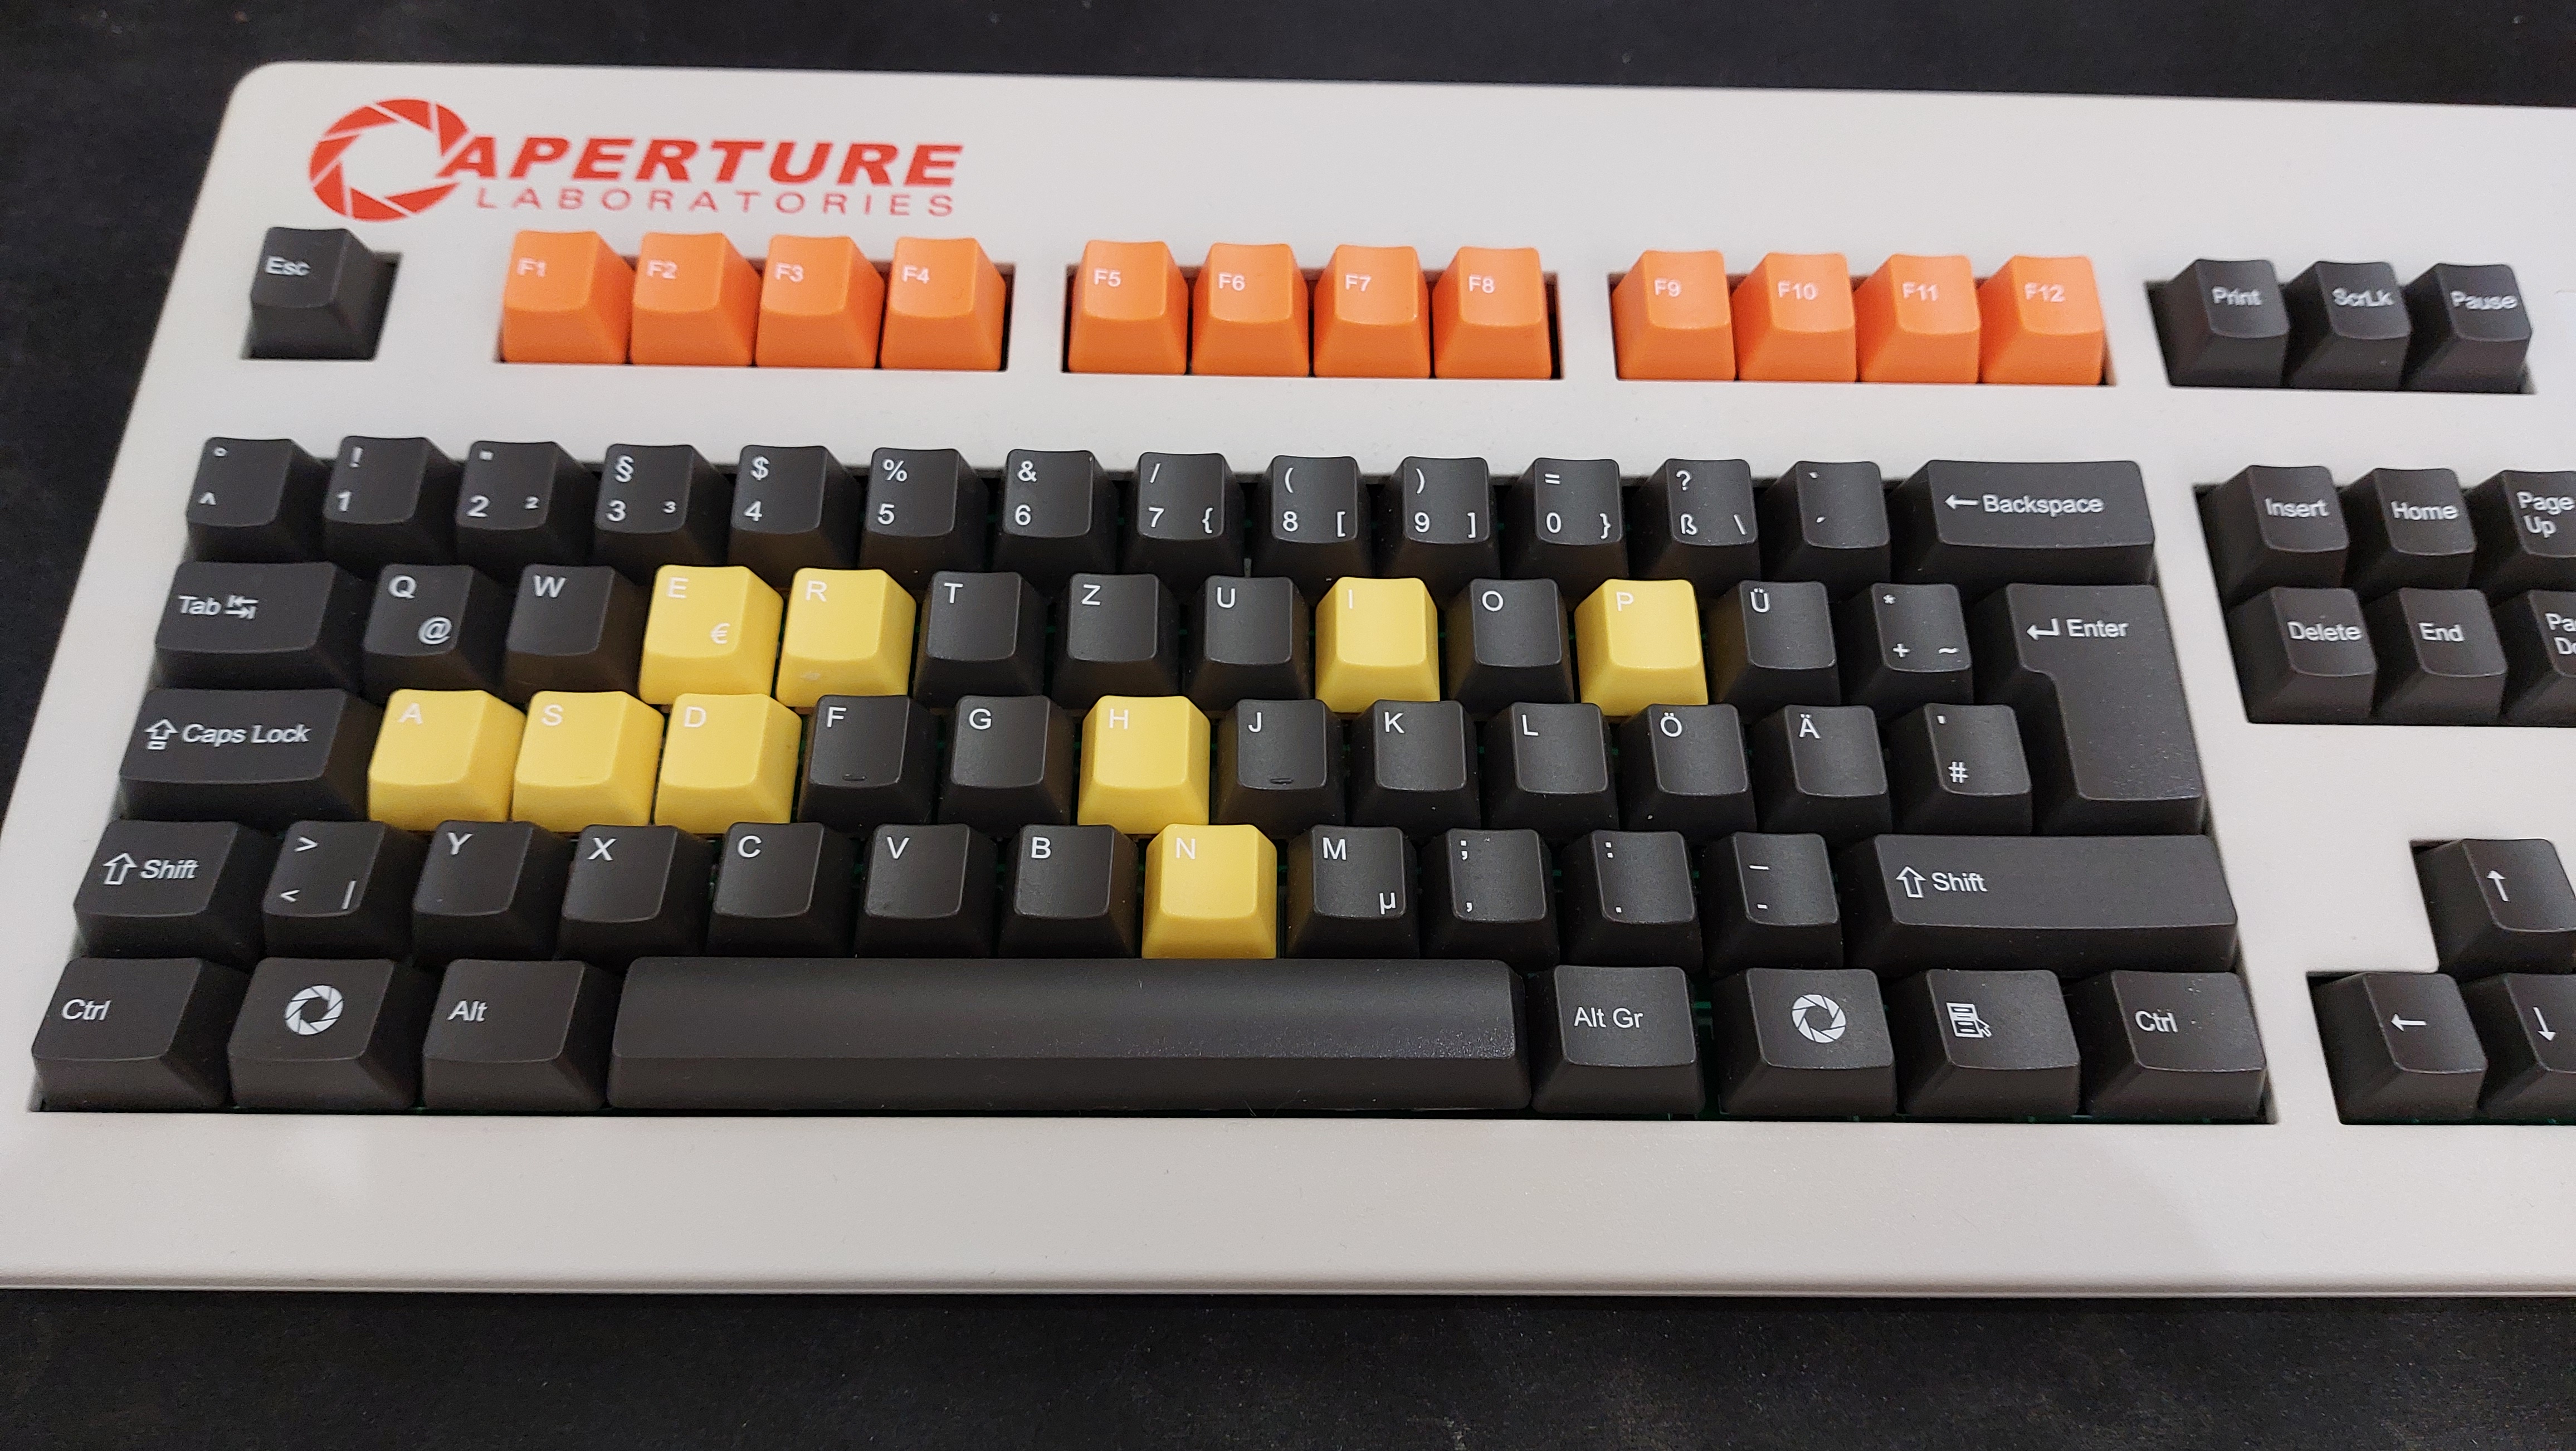 APERTURE
LABORATORIES
Esc F1 F2 F3 F4 F5 F6 F7 F8 F9 F10 F11 F12 Print ScrLk Pause
° ! " § $ % & / ( ) = ? `
^ 1 2 ² 3 ³ 4 5 6 7 { 8 [ 9 ] 0 } ß \ ´ ← Backspace Insert Home Page
Up
Tab Q W E R T Z U I O P Ü * Enter Delete End
@ € + ~
Caps Lock A S D F G H J K L Ö Ä '
#
Shift > Y X C V B N M ; : _ Shift ↑
< | µ , . -
Ctrl Alt Alt Gr Ctrl ← ↓